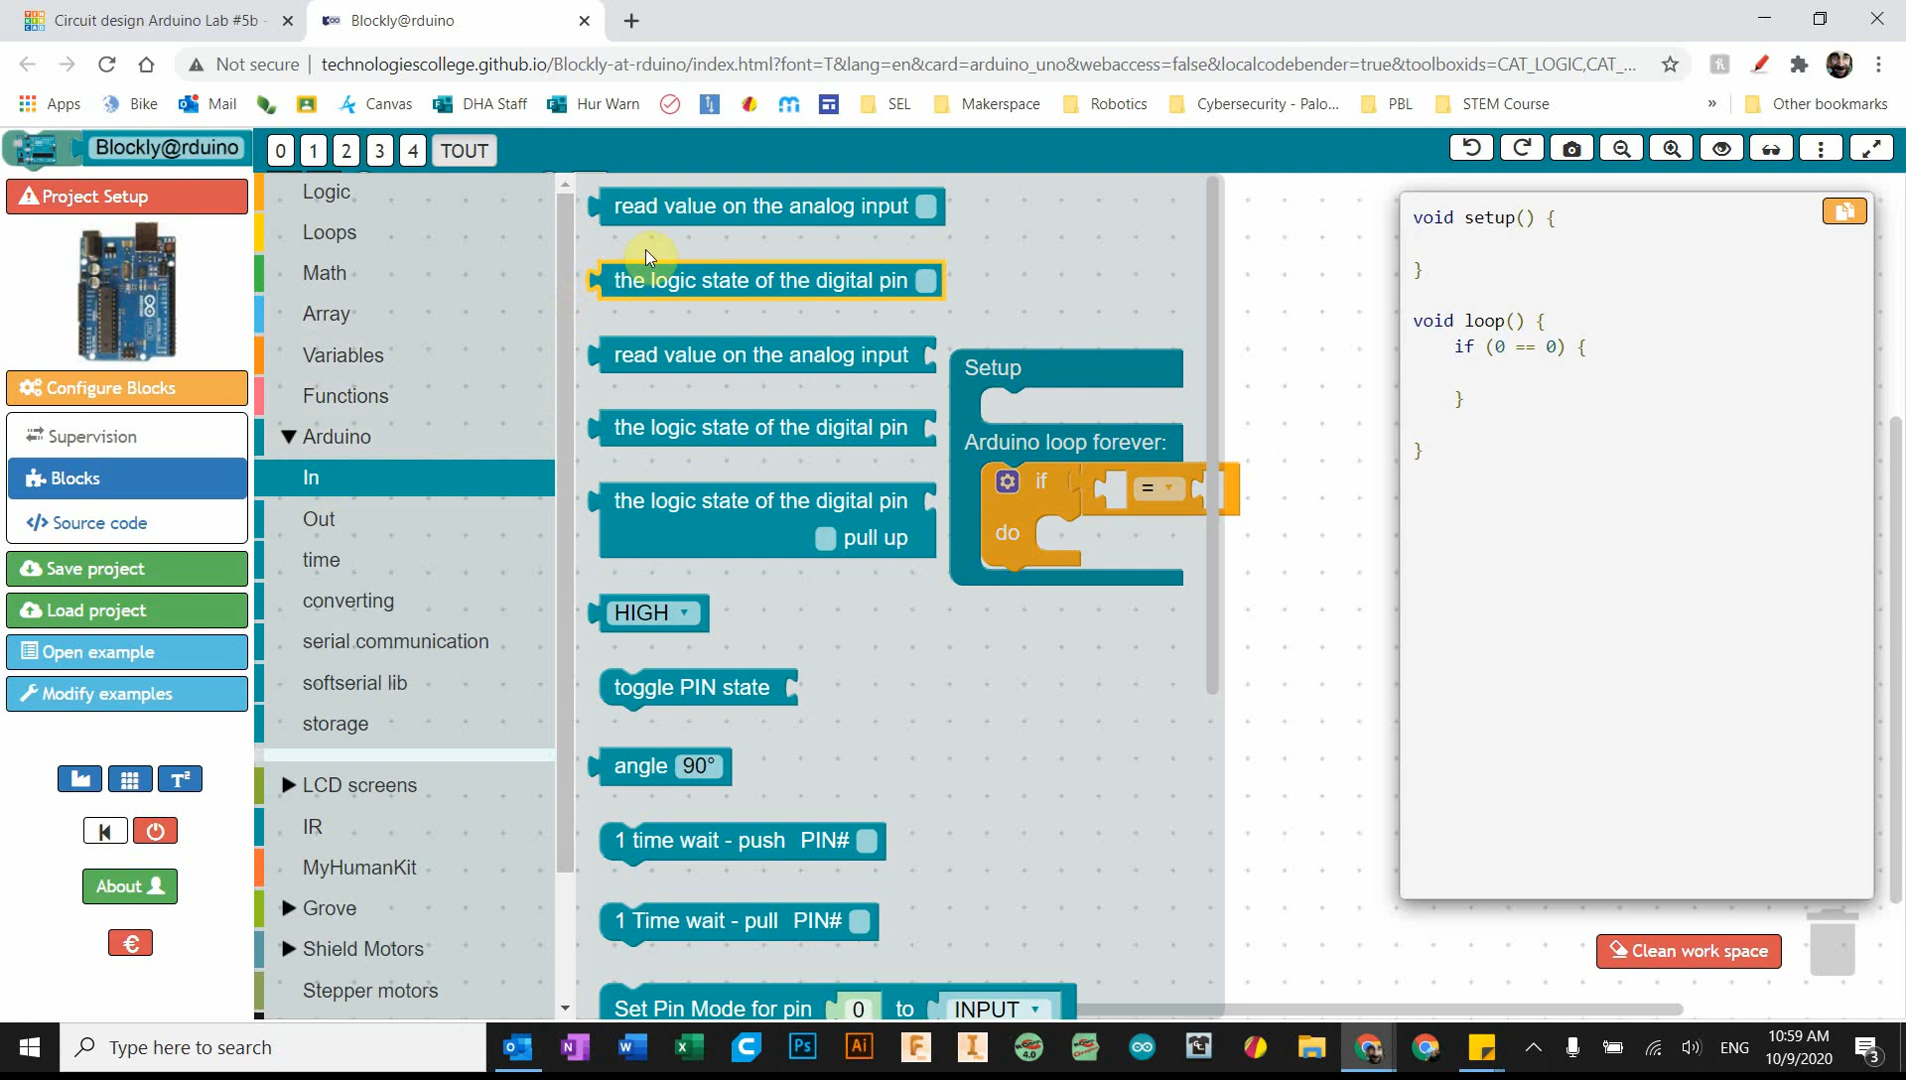 Circuit design Arduino Lab #5b -
Blockly@rduino
Not secure | technologiescollege.github.io/Blockly-at-rduino/index.html?font=T&lang=en&card=arduino_uno&webaccess=false&localcodebender=true&toolboxids=CAT_LOGIC,CAT_...
Apps Bike Mail Canvas DHA Staff Hur Warn SEL Makerspace Robotics Cybersecurity - Palo... PBL STEM Course » Other bookmarks
Blockly@rduino 0 1 2 3 4 TOUT
Project Setup
Configure Blocks
Supervision
Blocks
Source code
Save project
Load project
Open example
Modify examples
T²
About
€
Logic
Loops
Math
Array
Variables
Functions
Arduino
In
Out
time
converting
serial communication
softserial lib
storage
LCD screens
IR
MyHumanKit
Grove
Shield Motors
Stepper motors
read value on the analog input
the logic state of the digital pin
read value on the analog input
the logic state of the digital pin
the logic state of the digital pin
pull up
HIGH
toggle PIN state
angle 90°
1 time wait - push PIN#
1 Time wait - pull PIN#
Set Pin Mode for pin 0 to INPUT
Setup
Arduino loop forever:
if =
do
void setup() {
}
void loop() {
if (0 == 0) {
}
}
Clean work space
Type here to search
Ps
Ai
4.0
ENG
10:59 AM
10/9/2020
3